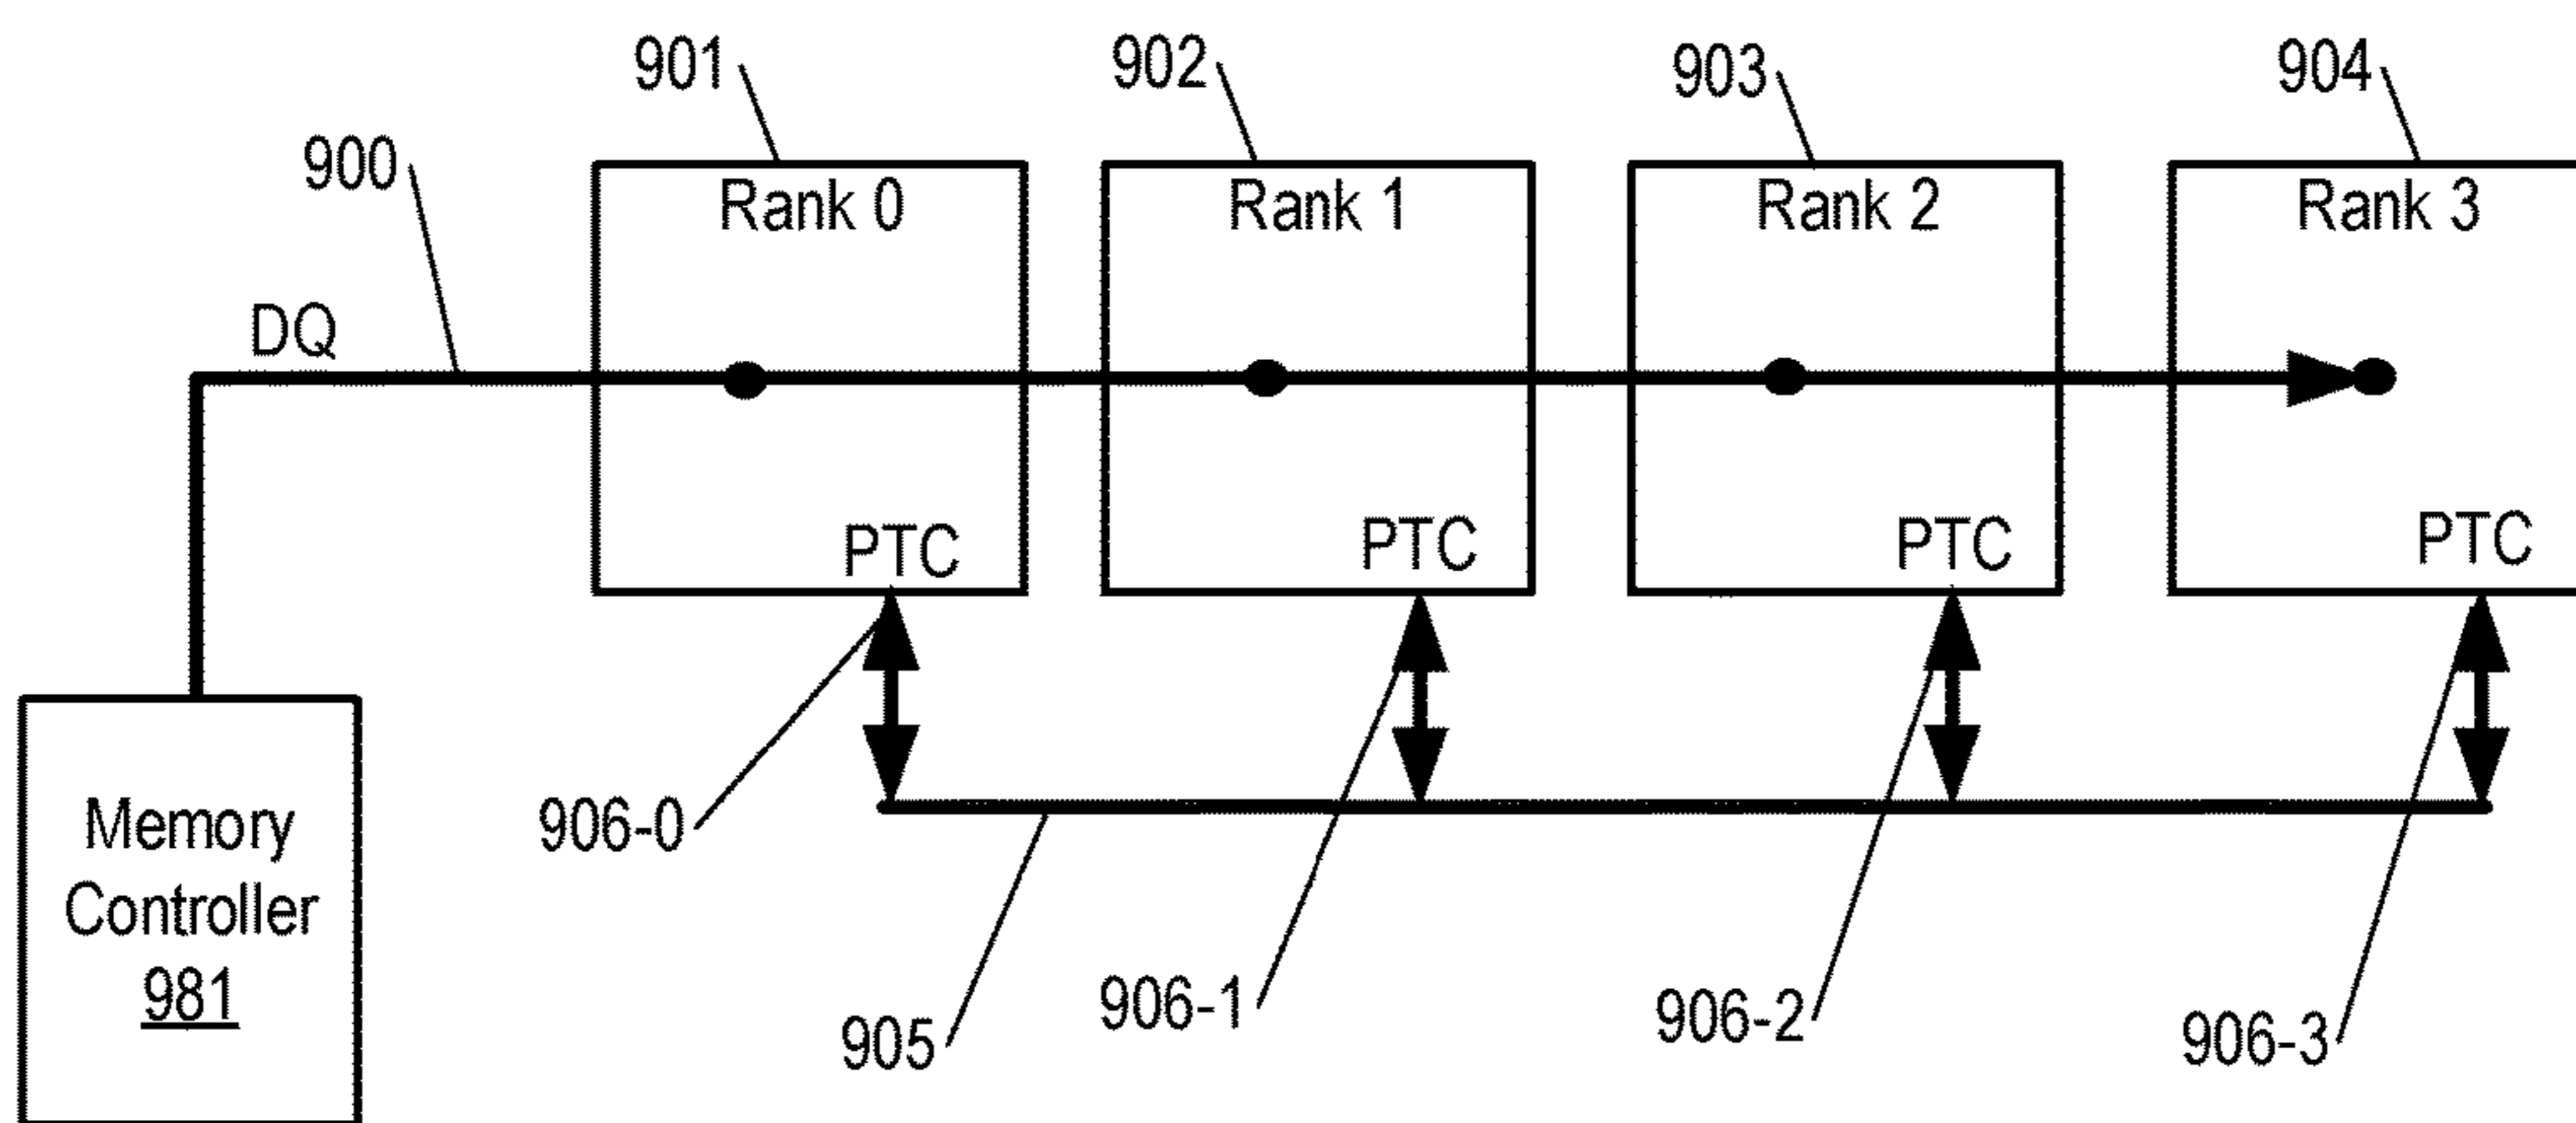 901
902
903
904
900
Rank 0
Rank 1
Rank 2
Rank 3
DQ
PTC
PTC
PTC
PTC
Memory
Controller
981
906-0
905
906-1
906-2
906-3